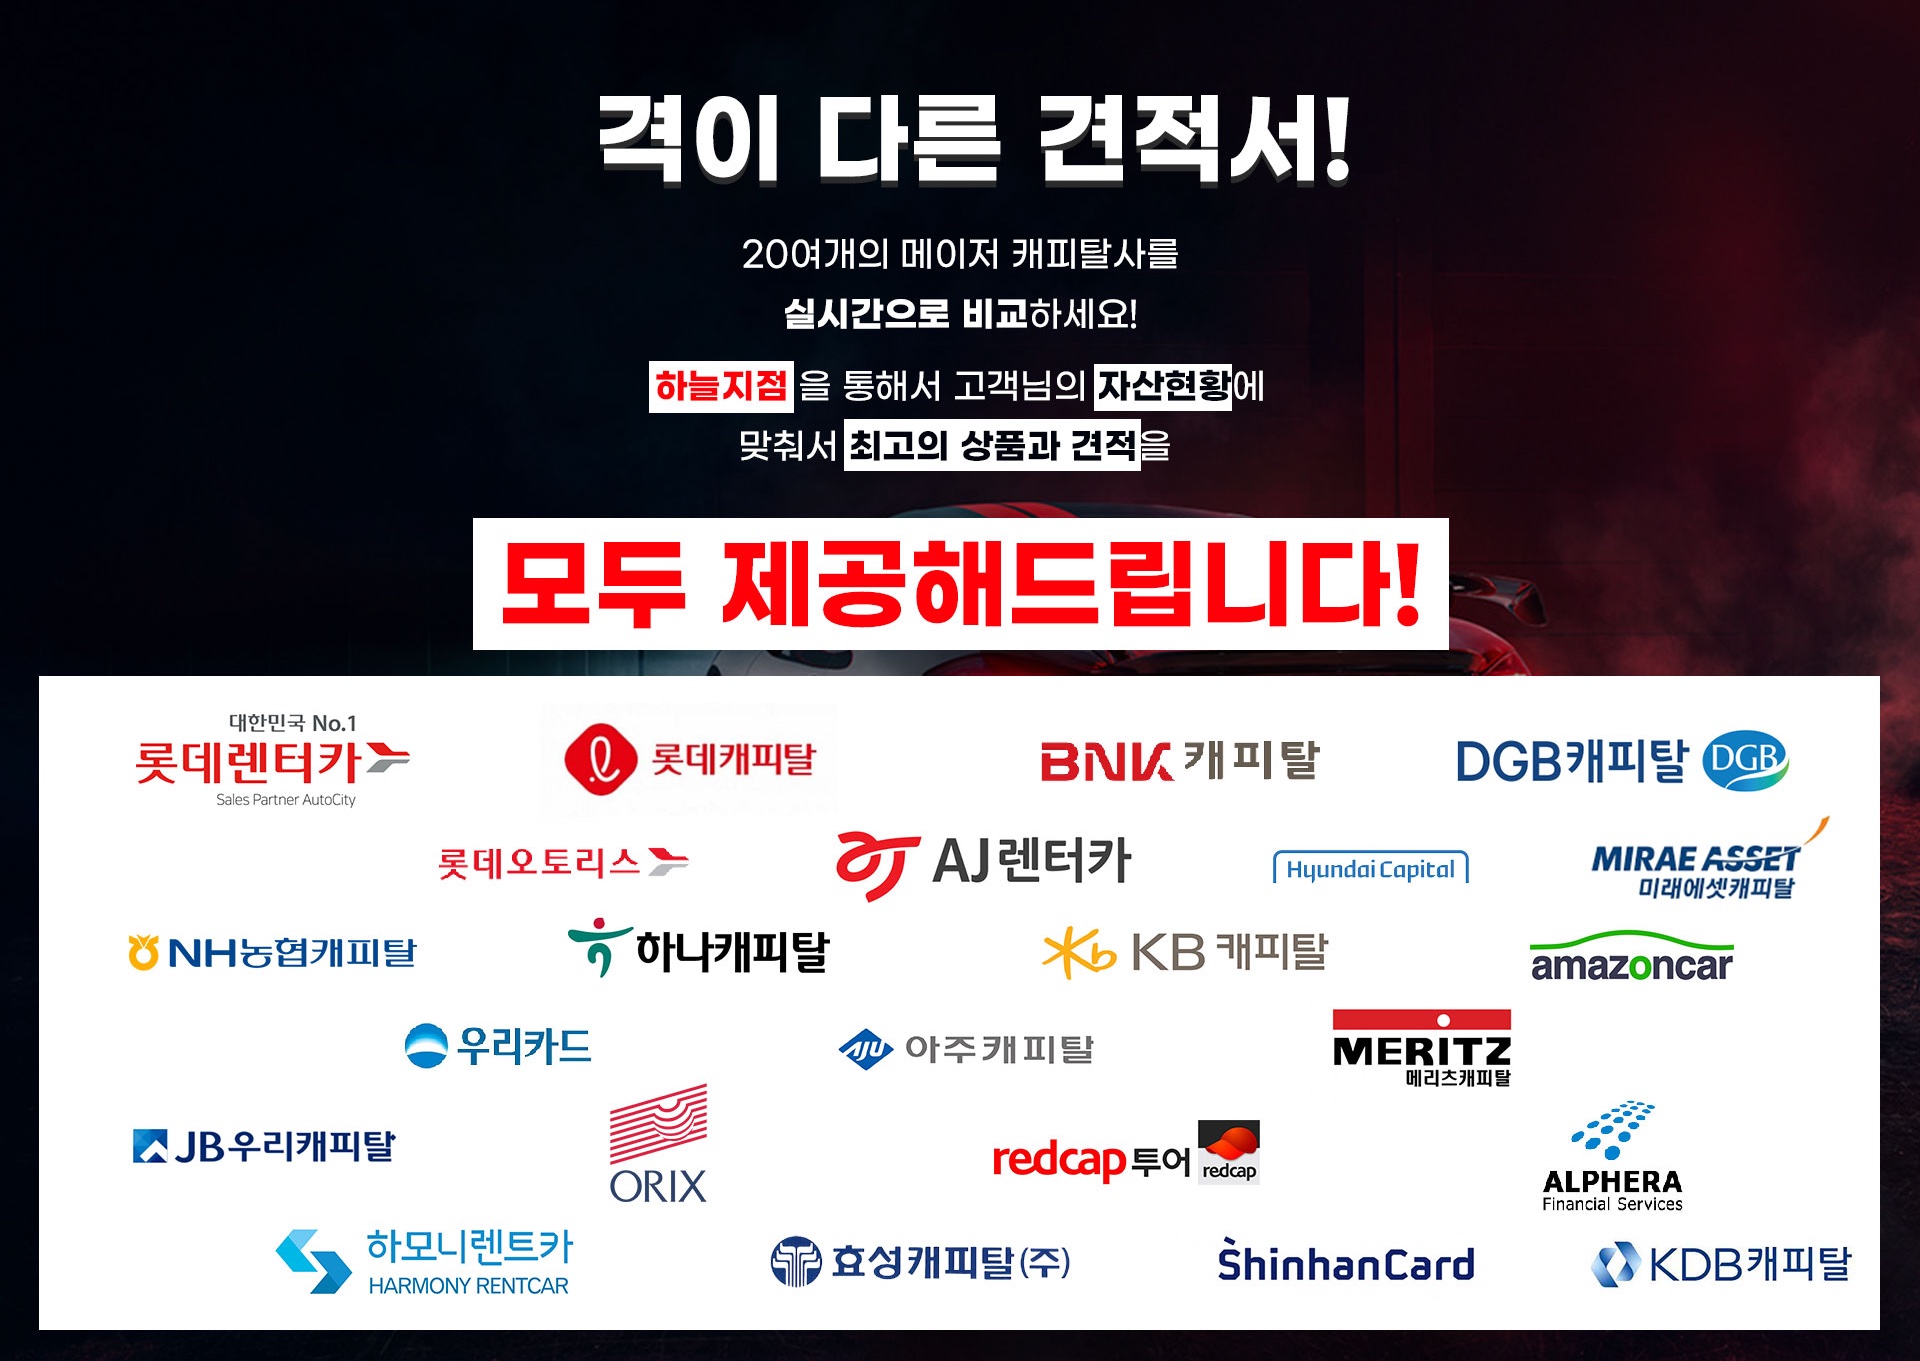 격이 다른 견적서!
20여개의 메이저 캐피탈사를
실시간으로 비교하세요!
하늘지점 을 통해서 고객님의 자산현황에
맞춰서 최고의 상품과 견적을
모두 제공해드립니다!
대한민국 No.1
롯데렌터카
Sales Partner AutoCity
롯데캐피탈
BNK 캐피탈
DGB캐피탈 DGB
롯데오토리스
AJ렌터카
Hyundai Capital
MIRAE ASSET
미래에셋캐피탈
NH농협캐피탈
하나캐피탈
Kb KB 캐피탈
amazoncar
우리카드
AJU 아주캐피탈
MERITZ
메리츠캐피탈
JB우리캐피탈
ORIX
redcap투어 redcap
ALPHERA
Financial Services
하모니렌트카
HARMONY RENTCAR
효성캐피탈(주)
ShinhanCard
KDB캐피탈